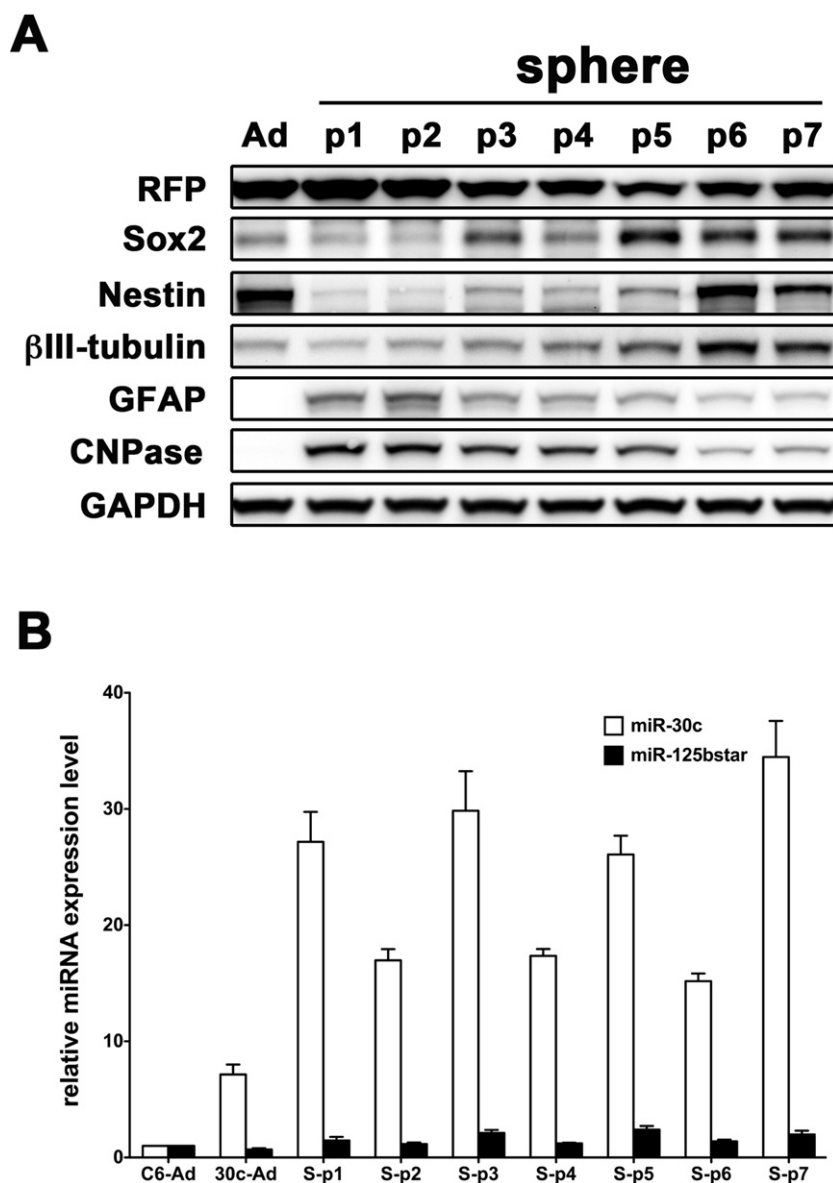 A
sphere
Ad p1 p2 p3 p4 p5 p6 p7
RFP
Sox2
Nestin
βIII-tubulin
GFAP
CNPase
GAPDH
B
relative miRNA expression level
40
30
20
10
0
miR-30c
miR-125bstar
C6-Ad 30c-Ad S-p1 S-p2 S-p3 S-p4 S-p5 S-p6 S-p7